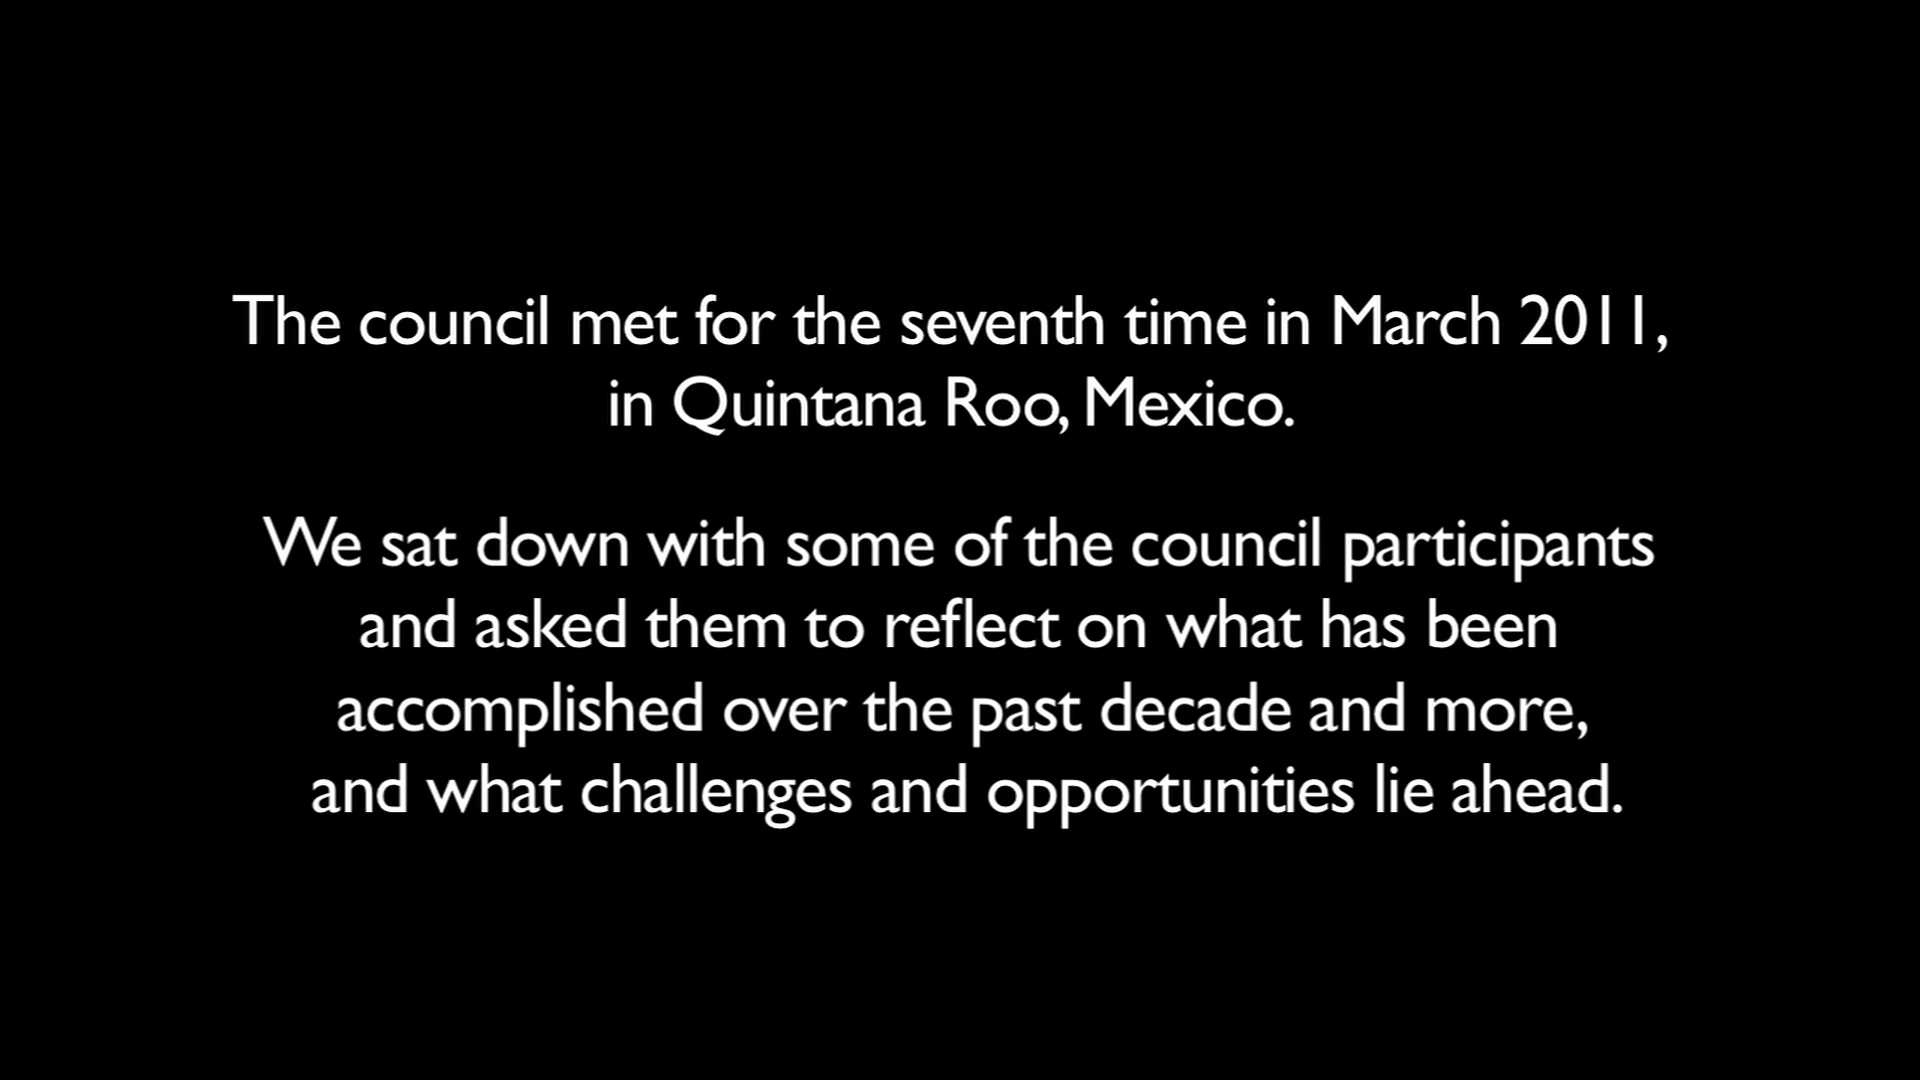 The council met for the seventh time in March 2011,
in Quintana Roo, Mexico.
We sat down with some of the council participants
and asked them to reflect on what has been
accomplished over the past decade and more,
and what challenges and opportunities lie ahead.